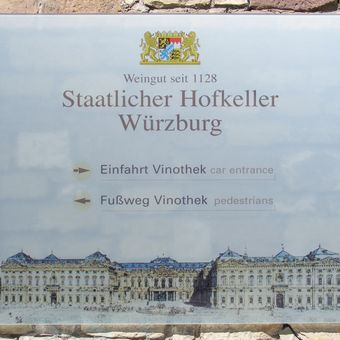 Weingut seit 1128
Staatlicher Hofkeller
Würzburg
Einfahrt Vinothek car entrance
Fußweg Vinothek pedestrians